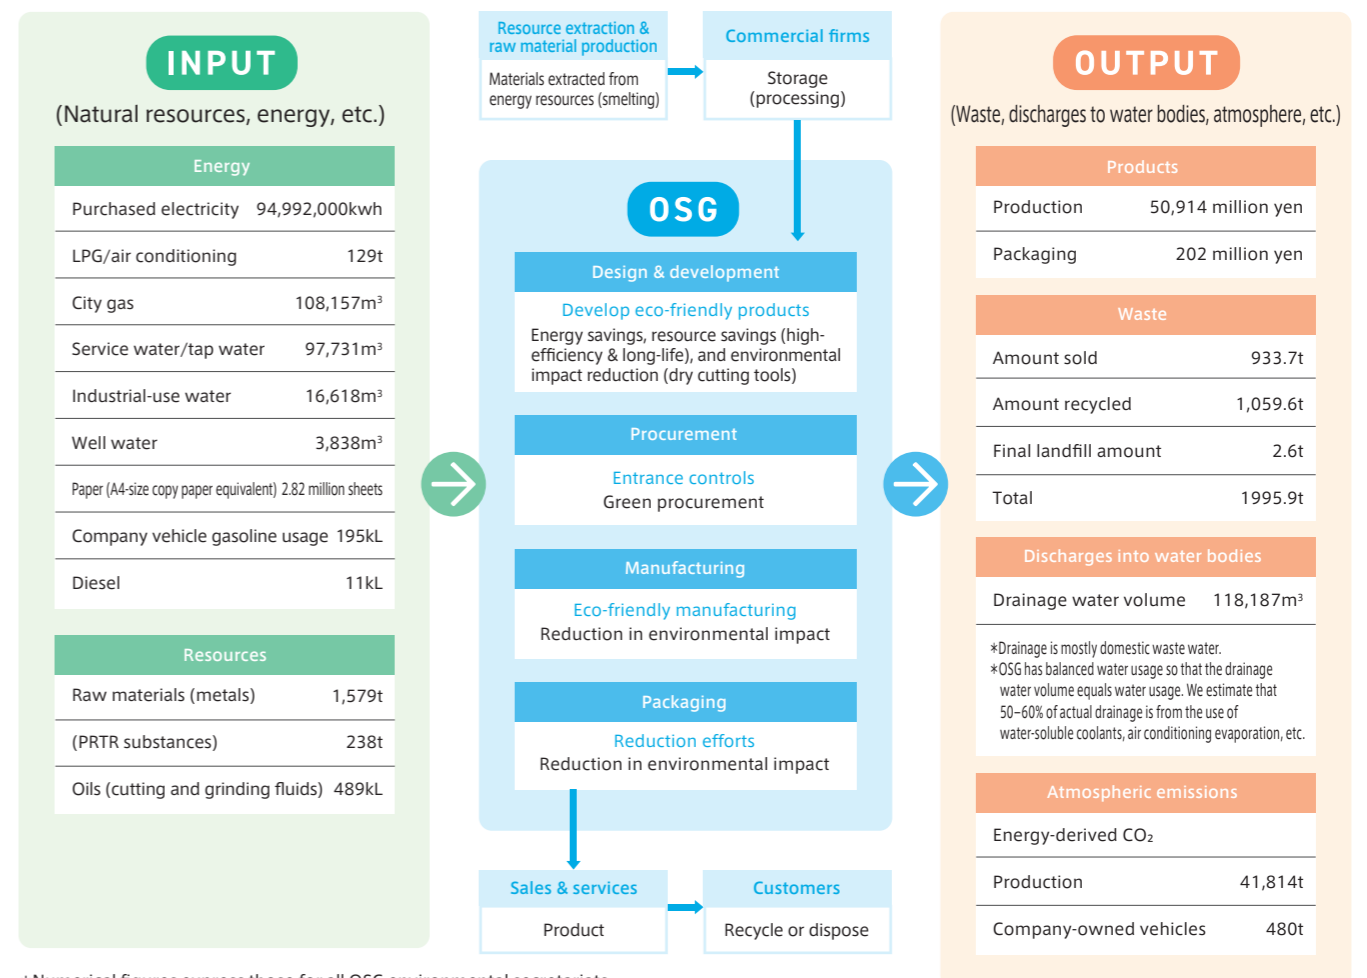 INPUT
(Natural resources, energy, etc.)
Energy
Purchased electricity 94,992,000kwh
LPG/air conditioning 129t
City gas 108,157m³
Service water/tap water 97,731m³
Industrial-use water 16,618m³
Well water 3,838m³
Paper (A4-size copy paper equivalent) 2.82 million sheets
Company vehicle gasoline usage 195kL
Diesel 11kL
Resources
Raw materials (metals) 1,579t
(PRTR substances) 238t
Oils (cutting and grinding fluids) 489kL
Resource extraction &
raw material production
Materials extracted from
energy resources (smelting)
Commercial firms
Storage
(processing)
OSG
Design & development
Develop eco-friendly products
Energy savings, resource savings (high-
efficiency & long-life), and environmental
impact reduction (dry cutting tools)
Procurement
Entrance controls
Green procurement
Manufacturing
Eco-friendly manufacturing
Reduction in environmental impact
Packaging
Reduction efforts
Reduction in environmental impact
Sales & services
Product
Customers
Recycle or dispose
OUTPUT
(Waste, discharges to water bodies, atmosphere, etc.)
Products
Production 50,914 million yen
Packaging 202 million yen
Waste
Amount sold 933.7t
Amount recycled 1,059.6t
Final landfill amount 2.6t
Total 1995.9t
Discharges into water bodies
Drainage water volume 118,187m³
*Drainage is mostly domestic waste water.
*OSG has balanced water usage so that the drainage
water volume equals water usage. We estimate that
50–60% of actual drainage is from the use of
water-soluble coolants, air conditioning evaporation, etc.
Atmospheric emissions
Energy-derived CO₂
Production 41,814t
Company-owned vehicles 480t